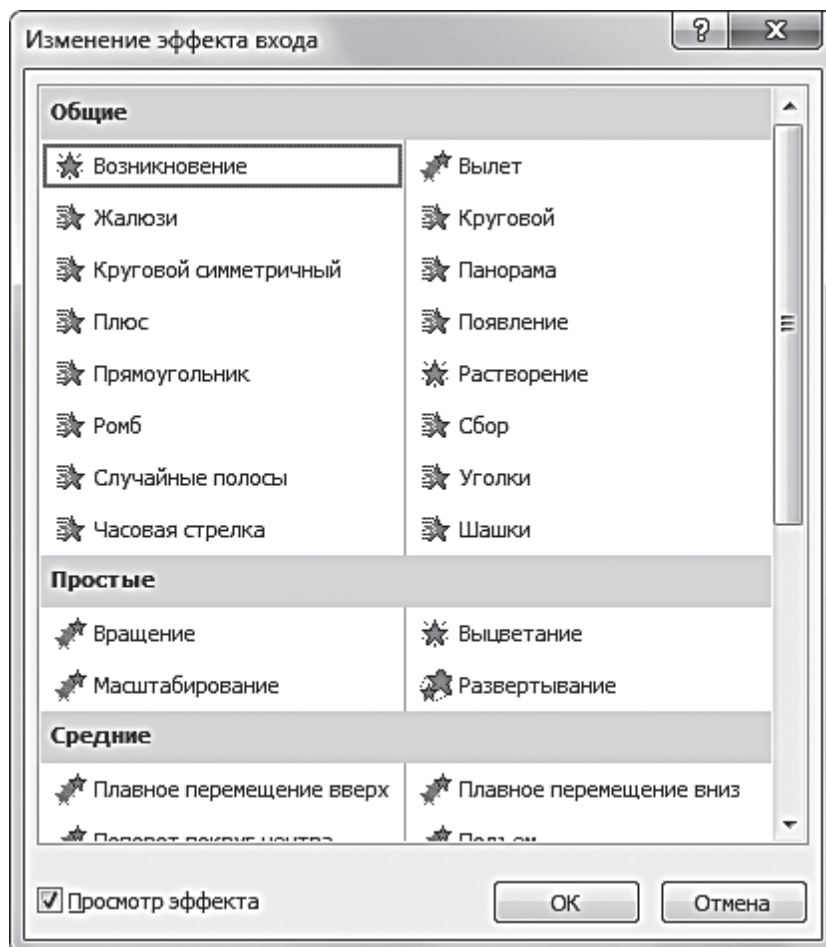 Изменение эффекта входа
Общие
Возникновение Вылет
Жалюзи Круговой
Круговой симметричный Панорама
Плюс Появление
Прямоугольник Растворение
Ромб Сбор
Случайные полосы Уголки
Часовая стрелка Шашки
Простые
Вращение Выцветание
Масштабирование Развертывание
Средние
Плавное перемещение вверх Плавное перемещение вниз
Просмотр эффекта ОК Отмена